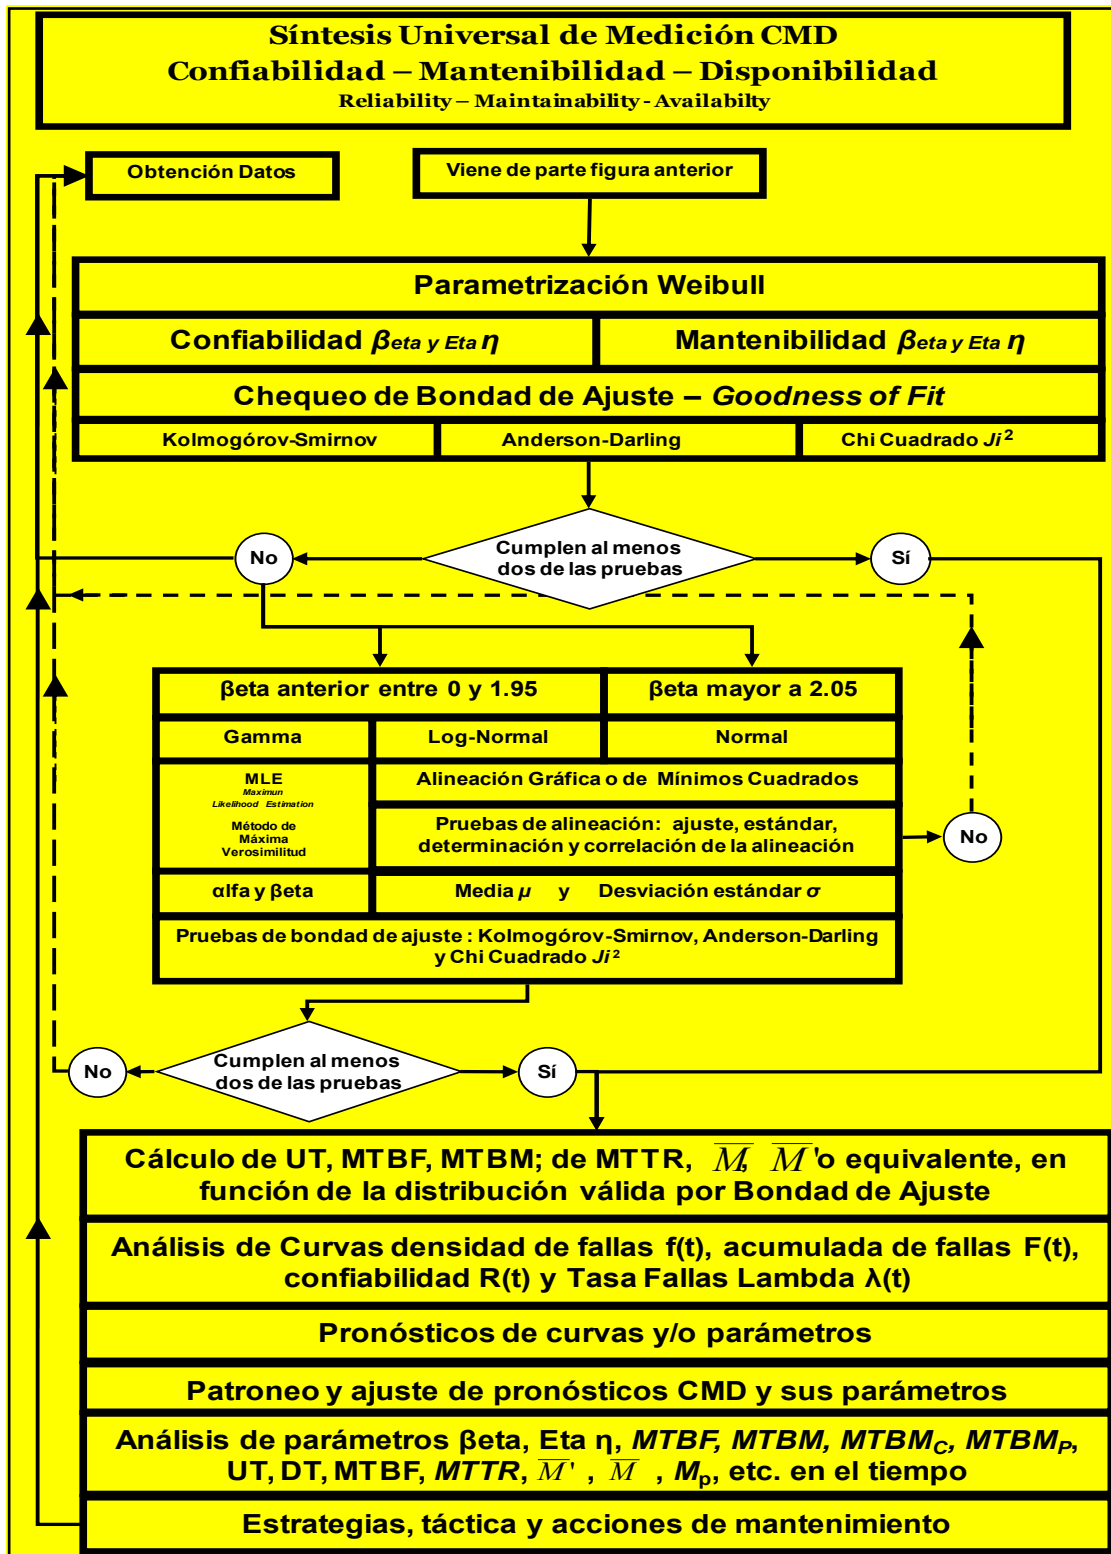 Síntesis Universal de Medición CMD
Confiabilidad – Mantenibilidad – Disponibilidad
Reliability – Maintainability - Availabilty
Obtención Datos
Viene de parte figura anterior
Parametrización Weibull
Confiabilidad βeta y Eta η
Mantenibilidad βeta y Eta η
Chequeo de Bondad de Ajuste – Goodness of Fit
Kolmogórov-Smirnov
Anderson-Darling
Chi Cuadrado Ji²
Cumplen al menos
dos de las pruebas
No
Sí
βeta anterior entre 0 y 1.95
βeta mayor a 2.05
Gamma
Log-Normal
Normal
MLE
Maximun
Likelihood Estimation
Método de
Máxima
Verosimilitud
Alineación Gráfica o de Mínimos Cuadrados
Pruebas de alineación: ajuste, estándar,
determinación y correlación de la alineación
No
αlfa y βeta
Media μ y Desviación estándar σ
Pruebas de bondad de ajuste : Kolmogórov-Smirnov, Anderson-Darling
y Chi Cuadrado Ji²
Cumplen al menos
dos de las pruebas
No
Sí
Cálculo de UT, MTBF, MTBM; de MTTR, M̅, M̅'o equivalente, en
función de la distribución válida por Bondad de Ajuste
Análisis de Curvas densidad de fallas f(t), acumulada de fallas F(t),
confiabilidad R(t) y Tasa Fallas Lambda λ(t)
Pronósticos de curvas y/o parámetros
Patroneo y ajuste de pronósticos CMD y sus parámetros
Análisis de parámetros βeta, Eta η, MTBF, MTBM, MTBM_C, MTBM_P,
UT, DT, MTBF, MTTR, M̅' , M̅ , M_p, etc. en el tiempo
Estrategias, táctica y acciones de mantenimiento